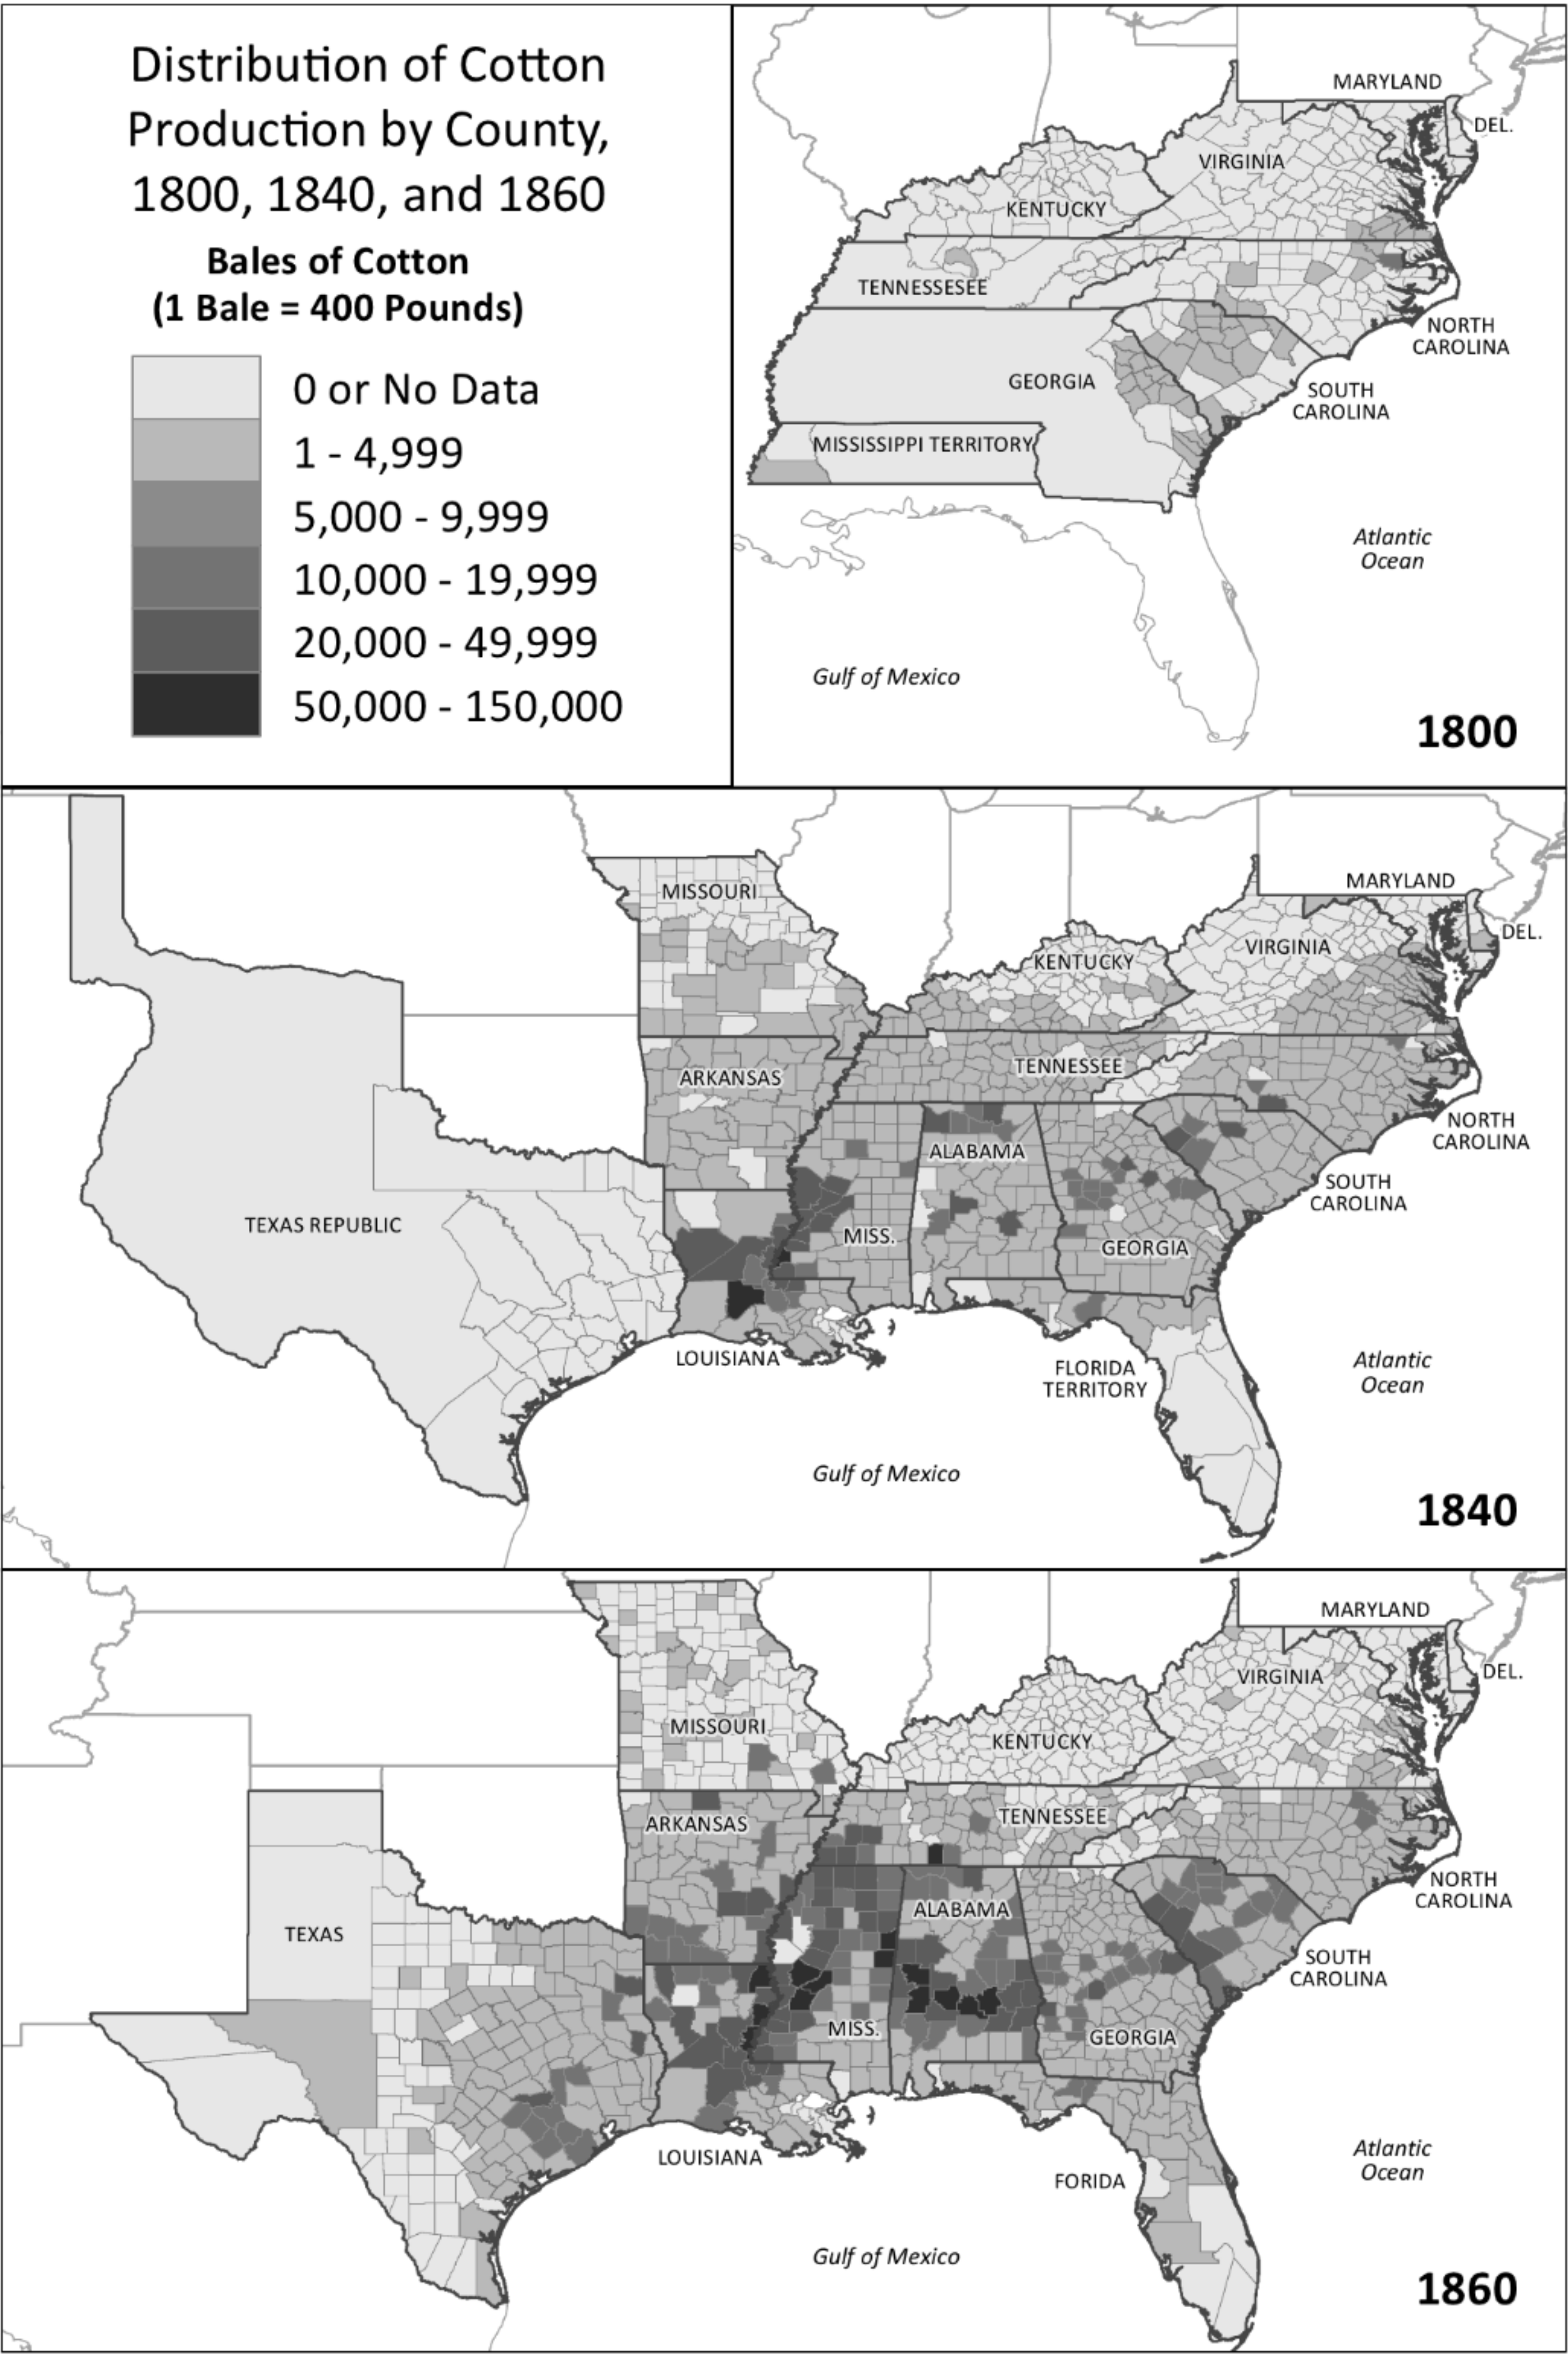 Distribution of Cotton
Production by County,
1800, 1840, and 1860
Bales of Cotton
(1 Bale = 400 Pounds)
0 or No Data
1 - 4,999
5,000 - 9,999
10,000 - 19,999
20,000 - 49,999
50,000 - 150,000
MARYLAND
DEL.
VIRGINIA
KENTUCKY
TENNESSESEE
NORTH
CAROLINA
GEORGIA
SOUTH
CAROLINA
MISSISSIPPI TERRITORY
Atlantic
Ocean
Gulf of Mexico
1800
MISSOURI
MARYLAND
DEL.
VIRGINIA
KENTUCKY
TENNESSEE
ARKANSAS
NORTH
CAROLINA
ALABAMA
SOUTH
CAROLINA
TEXAS REPUBLIC
MISS.
GEORGIA
LOUISIANA
FLORIDA
TERRITORY
Atlantic
Ocean
Gulf of Mexico
1840
MARYLAND
DEL.
VIRGINIA
MISSOURI
KENTUCKY
TENNESSEE
ARKANSAS
NORTH
CAROLINA
ALABAMA
TEXAS
SOUTH
CAROLINA
MISS.
GEORGIA
LOUISIANA
FORIDA
Atlantic
Ocean
Gulf of Mexico
1860